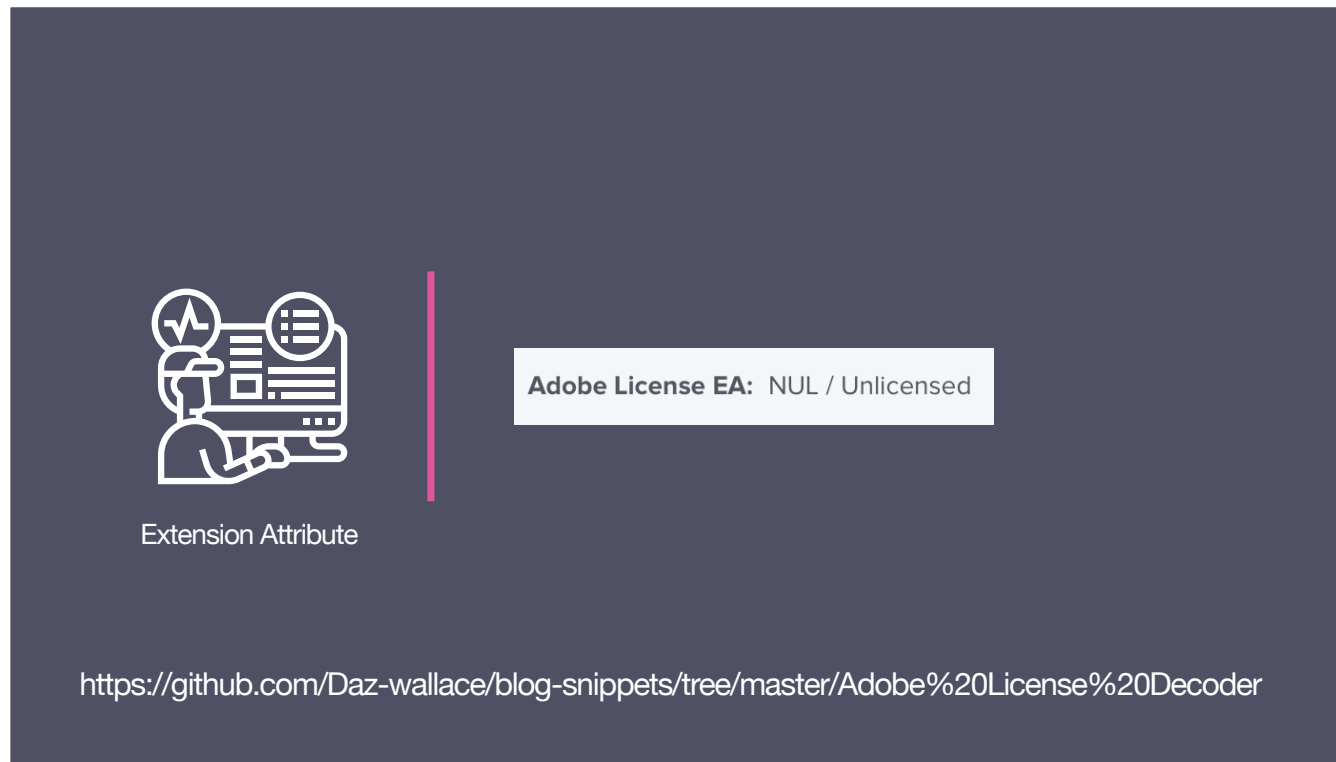 Adobe License EA: NUL / Unlicensed
Extension Attribute
https://github.com/Daz-wallace/blog-snippets/tree/master/Adobe%20License%20Decoder